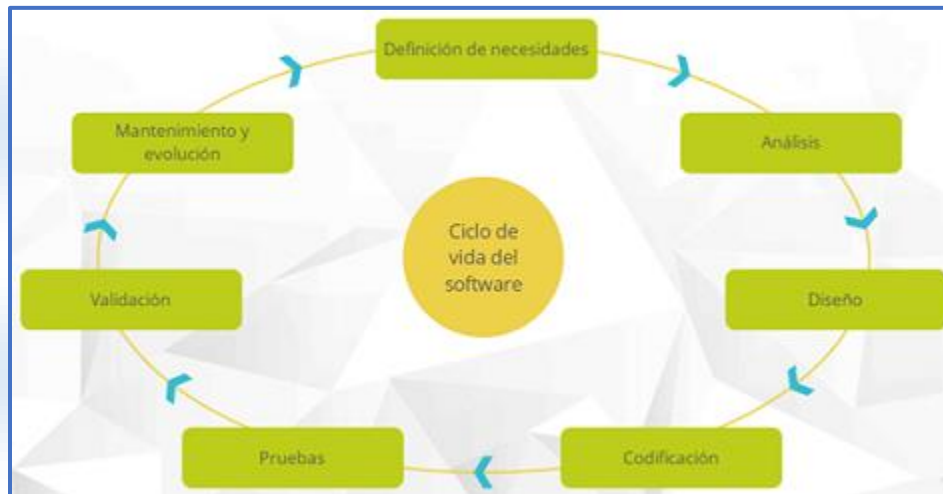 Definición de necesidades
Análisis
Diseño
Codificación
Pruebas
Validación
Mantenimiento y
evolución
Ciclo de
vida del
software